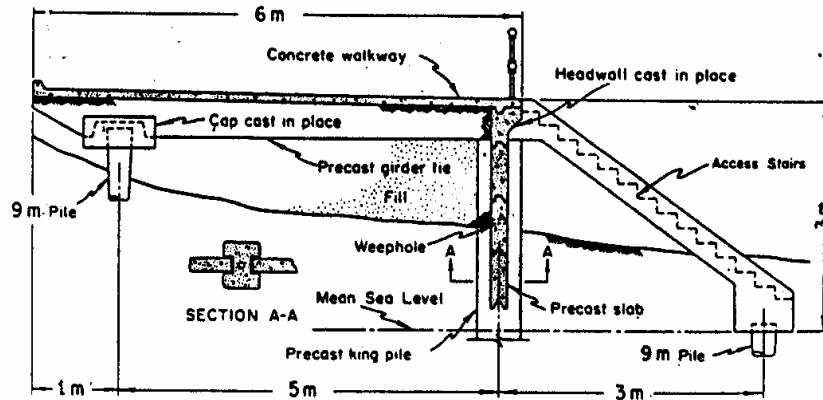 6 m
Concrete walkway
Headwall cast in place
Cap cast in place
Precast girder tie
Access Stairs
Fill
9 m Pile
Weephole
A A
SECTION A-A
Mean Sea Level
Precast slab
Precast king pile
9 m Pile
1 m
5 m
3 m